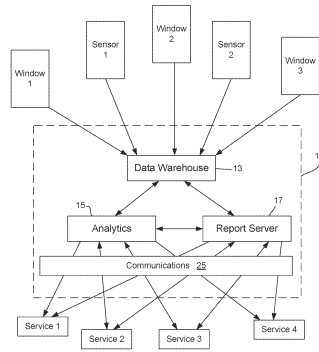 Window
1
Sensor
1
Window
2
Sensor
2
Window
3
Data Warehouse
13
15
17
Analytics
Report Server
Communications 25
Service 1
Service 2
Service 3
Service 4